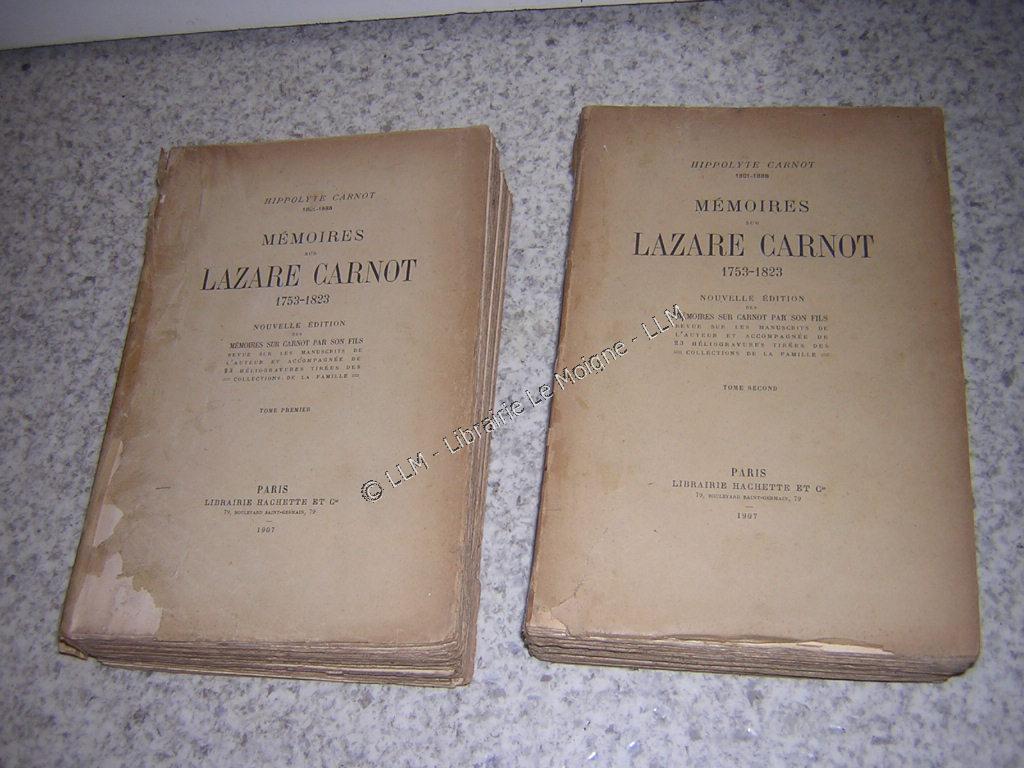 HIPPOLYTE CARNOT
1801-1888
MÉMOIRES
SUR
LAZARE CARNOT
1753-1823
NOUVELLE ÉDITION
DES
MÉMOIRES SUR CARNOT PAR SON FILS
REVUE SUR LES MANUSCRITS DE
L'AUTEUR ET ACCOMPAGNÉE DE
23 HÉLIOGRAVURES TIRÉES DES
COLLECTIONS DE LA FAMILLE
TOME PREMIER
PARIS
LIBRAIRIE HACHETTE ET Cie
79, BOULEVARD SAINT-GERMAIN, 79
1907
HIPPOLYTE CARNOT
1801-1888
MÉMOIRES
SUR
LAZARE CARNOT
1753-1823
NOUVELLE ÉDITION
DES
MÉMOIRES SUR CARNOT PAR SON FILS
REVUE SUR LES MANUSCRITS DE
L'AUTEUR ET ACCOMPAGNÉE DE
23 HÉLIOGRAVURES TIRÉES DES
COLLECTIONS DE LA FAMILLE
TOME SECOND
PARIS
LIBRAIRIE HACHETTE ET Cie
79, BOULEVARD SAINT-GERMAIN, 79
1907
© LLM - Librairie Le Moigne - LLM